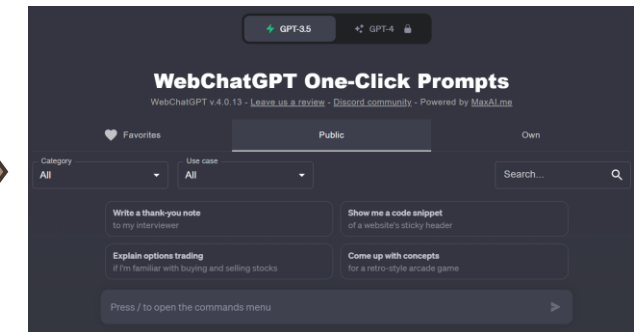 GPT-3.5 GPT-4
WebChatGPT One-Click Prompts
WebChatGPT v.4.0.13 - Leave us a review - Discord community - Powered by MaxAI.me
Favorites Public Own
Category Use case
All All Search...
Write a thank-you note Show me a code snippet
to my interviewer of a website's sticky header
Explain options trading Come up with concepts
if I'm familiar with buying and selling stocks for a retro-style arcade game
Press / to open the commands menu